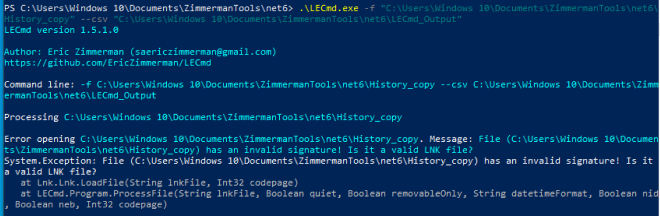 PS C:\Users\Windows 10\Documents\ZimmermanTools\net6> .\LECmd.exe -f "C:\Users\Windows 10\Documents\ZimmermanTools\net6\
History_copy" --csv "C:\Users\Windows 10\Documents\ZimmermanTools\net6\LECmd_Output"
LECmd version 1.5.1.0
Author: Eric Zimmerman (saericzimmerman@gmail.com)
https://github.com/EricZimmerman/LECmd
Command line: -f C:\Users\Windows 10\Documents\ZimmermanTools\net6\History_copy --csv C:\Users\Windows 10\Documents\Zimm
ermanTools\net6\LECmd_Output
Processing C:\Users\Windows 10\Documents\ZimmermanTools\net6\History_copy
Error opening C:\Users\Windows 10\Documents\ZimmermanTools\net6\History_copy. Message: File (C:\Users\Windows 10\Documen
ts\ZimmermanTools\net6\History_copy) has an invalid signature! Is it a valid LNK file?
System.Exception: File (C:\Users\Windows 10\Documents\ZimmermanTools\net6\History_copy) has an invalid signature! Is it
a valid LNK file?
at Lnk.Lnk.LoadFile(String lnkFile, Int32 codepage)
at LECmd.Program.ProcessFile(String lnkFile, Boolean quiet, Boolean removableOnly, String datetimeFormat, Boolean nid
, Boolean neb, Int32 codepage)